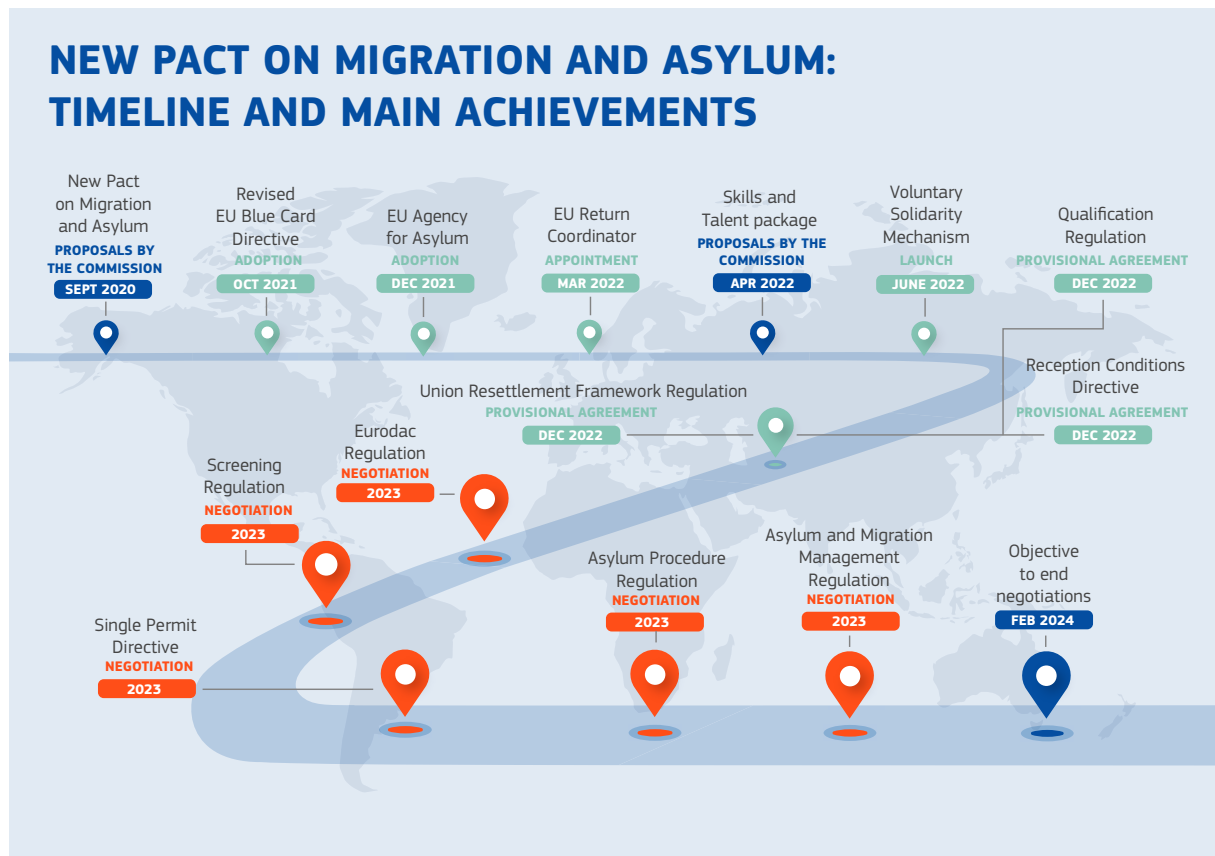 NEW PACT ON MIGRATION AND ASYLUM:
TIMELINE AND MAIN ACHIEVEMENTS
New Pact
on Migration
and Asylum
PROPOSALS BY
THE COMMISSION
SEPT 2020
Revised
EU Blue Card
Directive
ADOPTION
OCT 2021
EU Agency
for Asylum
ADOPTION
DEC 2021
EU Return
Coordinator
APPOINTMENT
MAR 2022
Skills and
Talent package
PROPOSALS BY THE
COMMISSION
APR 2022
Voluntary
Solidarity
Mechanism
LAUNCH
JUNE 2022
Qualification
Regulation
PROVISIONAL AGREEMENT
DEC 2022
Reception Conditions
Directive
PROVISIONAL AGREEMENT
DEC 2022
Union Resettlement Framework Regulation
PROVISIONAL AGREEMENT
DEC 2022
Eurodac
Regulation
NEGOTIATION
2023
Screening
Regulation
NEGOTIATION
2023
Single Permit
Directive
NEGOTIATION
2023
Asylum Procedure
Regulation
NEGOTIATION
2023
Asylum and Migration
Management
Regulation
NEGOTIATION
2023
Objective
to end
negotiations
FEB 2024